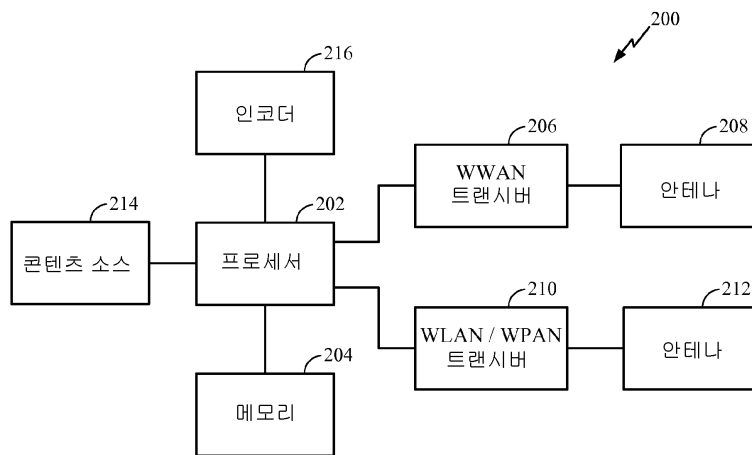 200
216
인코더
206
WWAN
트랜시버
208
안테나
214
콘텐츠 소스
202
프로세서
210
WLAN / WPAN
트랜시버
212
안테나
204
메모리